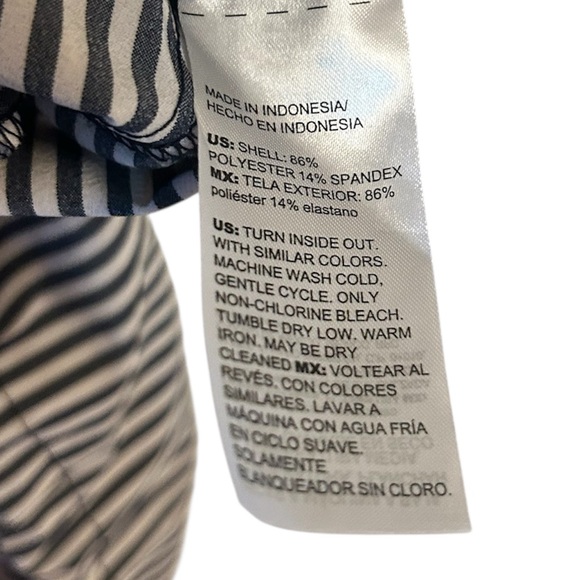 MADE IN INDONESIA/
HECHO EN INDONESIA
US: SHELL: 86%
POLYESTER 14% SPANDEX
MX: TELA EXTERIOR: 86%
poliéster 14% elastano
US: TURN INSIDE OUT.
WITH SIMILAR COLORS.
MACHINE WASH COLD,
GENTLE CYCLE. ONLY
NON-CHLORINE BLEACH.
TUMBLE DRY LOW. WARM
IRON. MAY BE DRY
CLEANED MX: VOLTEAR AL
REVÉS. CON COLORES
SIMILARES. LAVAR A
MÁQUINA CON AGUA FRÍA
EN CICLO SUAVE.
SOLAMENTE
BLANQUEADOR SIN CLORO.